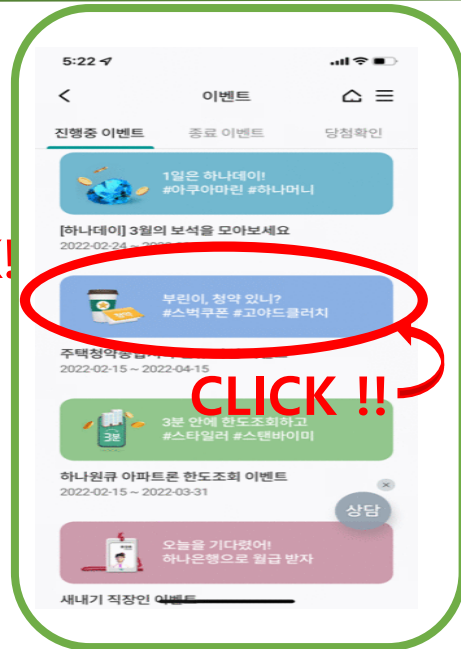 5:22
이벤트
진행중 이벤트 종료 이벤트 당첨확인
1일은 하나데이!
#아쿠아마린 #하나머니
[하나데이] 3월의 보석을 모아보세요
2022-02-24 ~
부린이, 청약 있니?
#스벅쿠폰 #고야드클러치
주택청약종합
2022-02-15 ~ 2022-04-15
CLICK !!
3분
3분 안에 한도조회하고
#스타일러 #스탠바이미
하나원큐 아파트론 한도조회 이벤트
2022-02-15 ~ 2022-03-31
상담
오늘을 기다렸어!
하나은행으로 월급 받자
새내기 직장인 이벤트